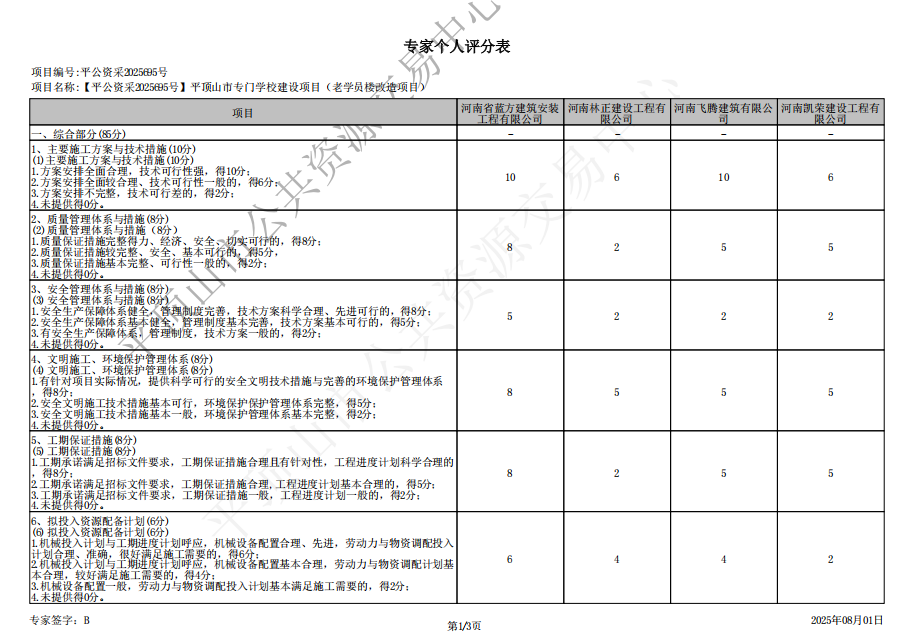 专家个人评分表
项目编号:平公资采2025695号
项目名称:【平公资采2025695号】平顶山市专门学校建设项目（老学员楼改造项目）
项目 河南省蓝方建筑安装工程有限公司 河南林正建设工程有限公司 河南飞腾建筑有限公司 河南凯荣建设工程有限公司
一、综合部分(85分) - - - -
1、主要施工方案与技术措施(10分)
(1)主要施工方案与技术措施(10分)
1.方案安排全面合理，技术可行性强，得10分;
2.方案安排全面较合理、技术可行性一般的，得6分;
3.方案安排不完整，技术可行差的，得2分;
4.未提供得0分。
10 6 10 6
2、质量管理体系与措施(8分)
(2)质量管理体系与措施（8分）
1.质量保证措施完整得力、经济、安全、切实可行的，得8分;
2.质量保证措施较完整、安全、基本可行的，得5分,
3.质量保证措施基本完整、可行性一般的，得2分;
4.未提供得0分。
8 2 5 5
3、安全管理体系与措施(8分)
(3)安全管理体系与措施(8分)
1.安全生产保障体系健全，管理制度完善，技术方案科学合理、先进可行的，得8分;
2.安全生产保障体系基本健全，管理制度基本完善，技术方案基本可行的，得5分;
3.有安全生产保障体系，管理制度，技术方案一般的，得2分;
4.未提供得0分。
5 2 2 2
4、文明施工、环境保护管理体系(8分)
(4)文明施工、环境保护管理体系(8分)
1.有针对项目实际情况，提供科学可行的安全文明技术措施与完善的环境保护管理体系
，得8分;
2.安全文明施工技术措施基本可行，环境保护保护管理体系完整，得5分;
3.安全文明施工技术措施基本一般，环境保护管理体系基本完整，得2分;
4.未提供得0分。
8 5 5 5
5、工期保证措施(8分)
(5)工期保证措施(8分)
1.工期承诺满足招标文件要求，工期保证措施合理且有针对性，工程进度计划科学合理的
，得8分;
2.工期承诺满足招标文件要求，工期保证措施合理,工程进度计划基本合理的，得5分;
3.工期承诺满足招标文件要求，工期保证措施一般，工程进度计划一般的，得2分;
4.未提供得0分。
8 2 5 5
6、拟投入资源配备计划(6分)
(6)拟投入资源配备计划(6分)
1.机械投入计划与工期进度计划呼应，机械设备配置合理、先进，劳动力与物资调配投入
计划合理、准确，很好满足施工需要的，得6分;
2.机械投入计划与工期进度计划呼应，机械设备配置基本合理，劳动力与物资调配计划基
本合理，较好满足施工需要的，得4分;
3.机械设备配置一般，劳动力与物资调配投入计划基本满足施工需要的，得2分;
4.未提供得0分。
6 4 4 2
专家签字: B
第1/3页
2025年08月01日
平顶山市公共资源交易中心
平顶山市公共资源交易中心